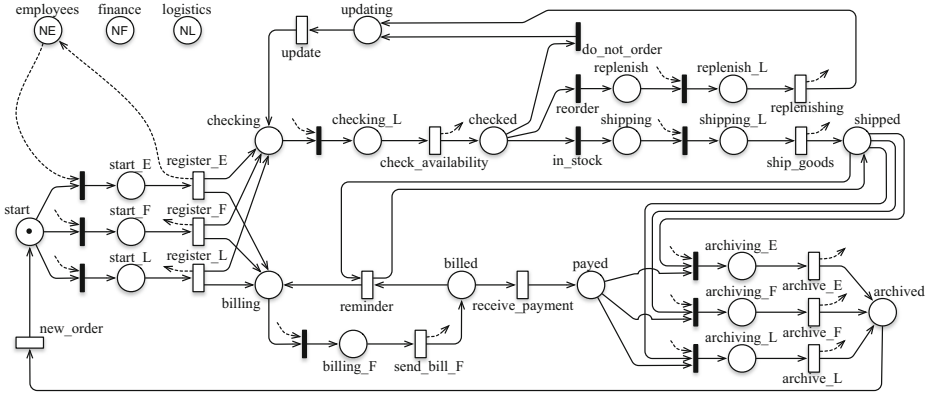 employees finance logistics
NE NF NL
updating
update
do_not_order
replenish replenish_L
reorder replenishing
checking checking_L checked shipping shipping_L shipped
check_availability in_stock ship_goods
start_E register_E
start start_F register_F
start_L register_L
billing reminder billed receive_payment payed
archiving_E
archive_E
archiving_F archived
archive_F
archiving_L
archive_L
new_order
billing_F send_bill_F